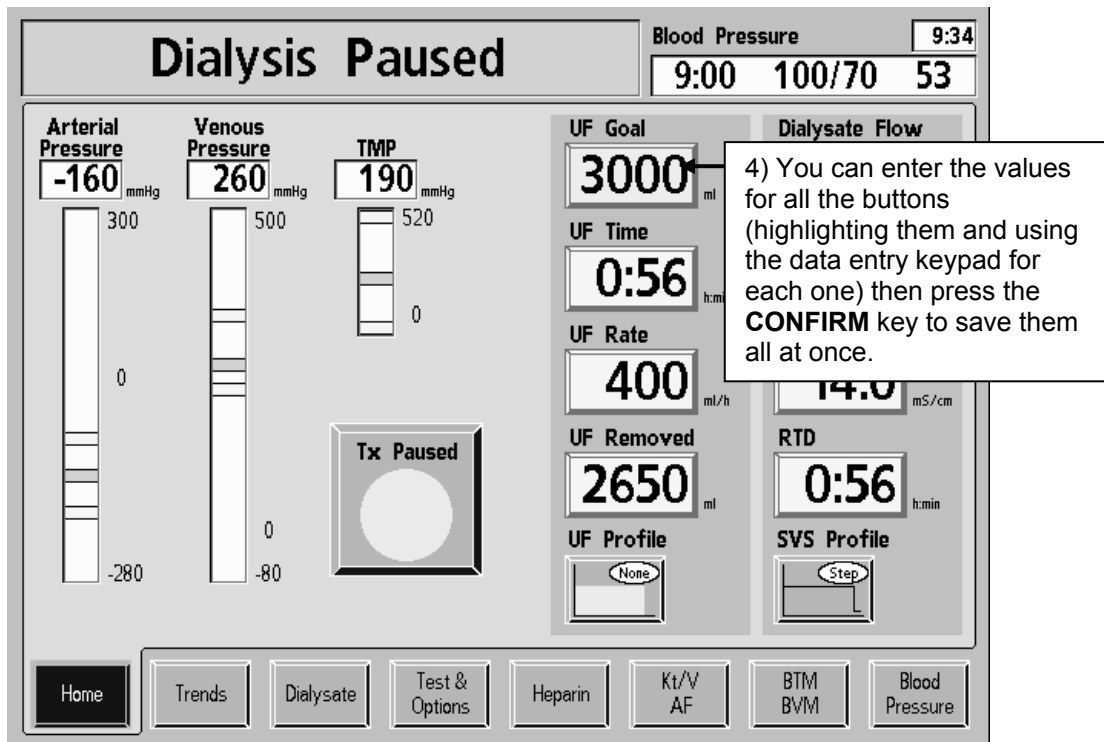 Dialysis Paused
Blood Pressure 9:34
9:00 100/70 53
Arterial Pressure
-160 mmHg
300
0
-280
Venous Pressure
260 mmHg
500
0
-80
TMP
190 mmHg
520
0
Tx Paused
UF Goal
3000 ml
UF Time
0:56
UF Rate
400 ml/h
UF Removed
2650 ml
UF Profile
None
Dialysate Flow
4) You can enter the values
for all the buttons
(highlighting them and using
the data entry keypad for
each one) then press the
CONFIRM key to save them
all at once.
mS/cm
RTD
0:56 h:min
SVS Profile
Step
Home
Trends
Dialysate
Test &
Options
Heparin
Kt/V
AF
BTM
BVM
Blood
Pressure